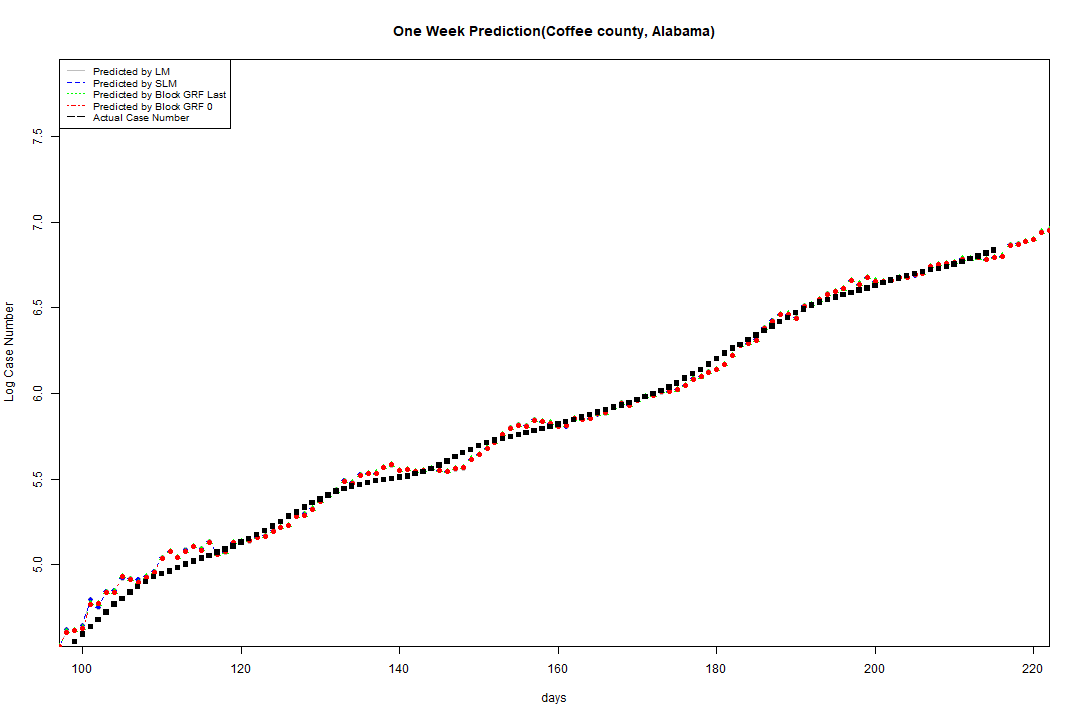 One Week Prediction(Coffee county, Alabama)
Predicted by LM
Predicted by SLM
Predicted by Block GRF Last
Predicted by Block GRF 0
Actual Case Number
7.5
7.0
6.5
6.0
5.5
5.0
Log Case Number
100 120 140 160 180 200 220
days